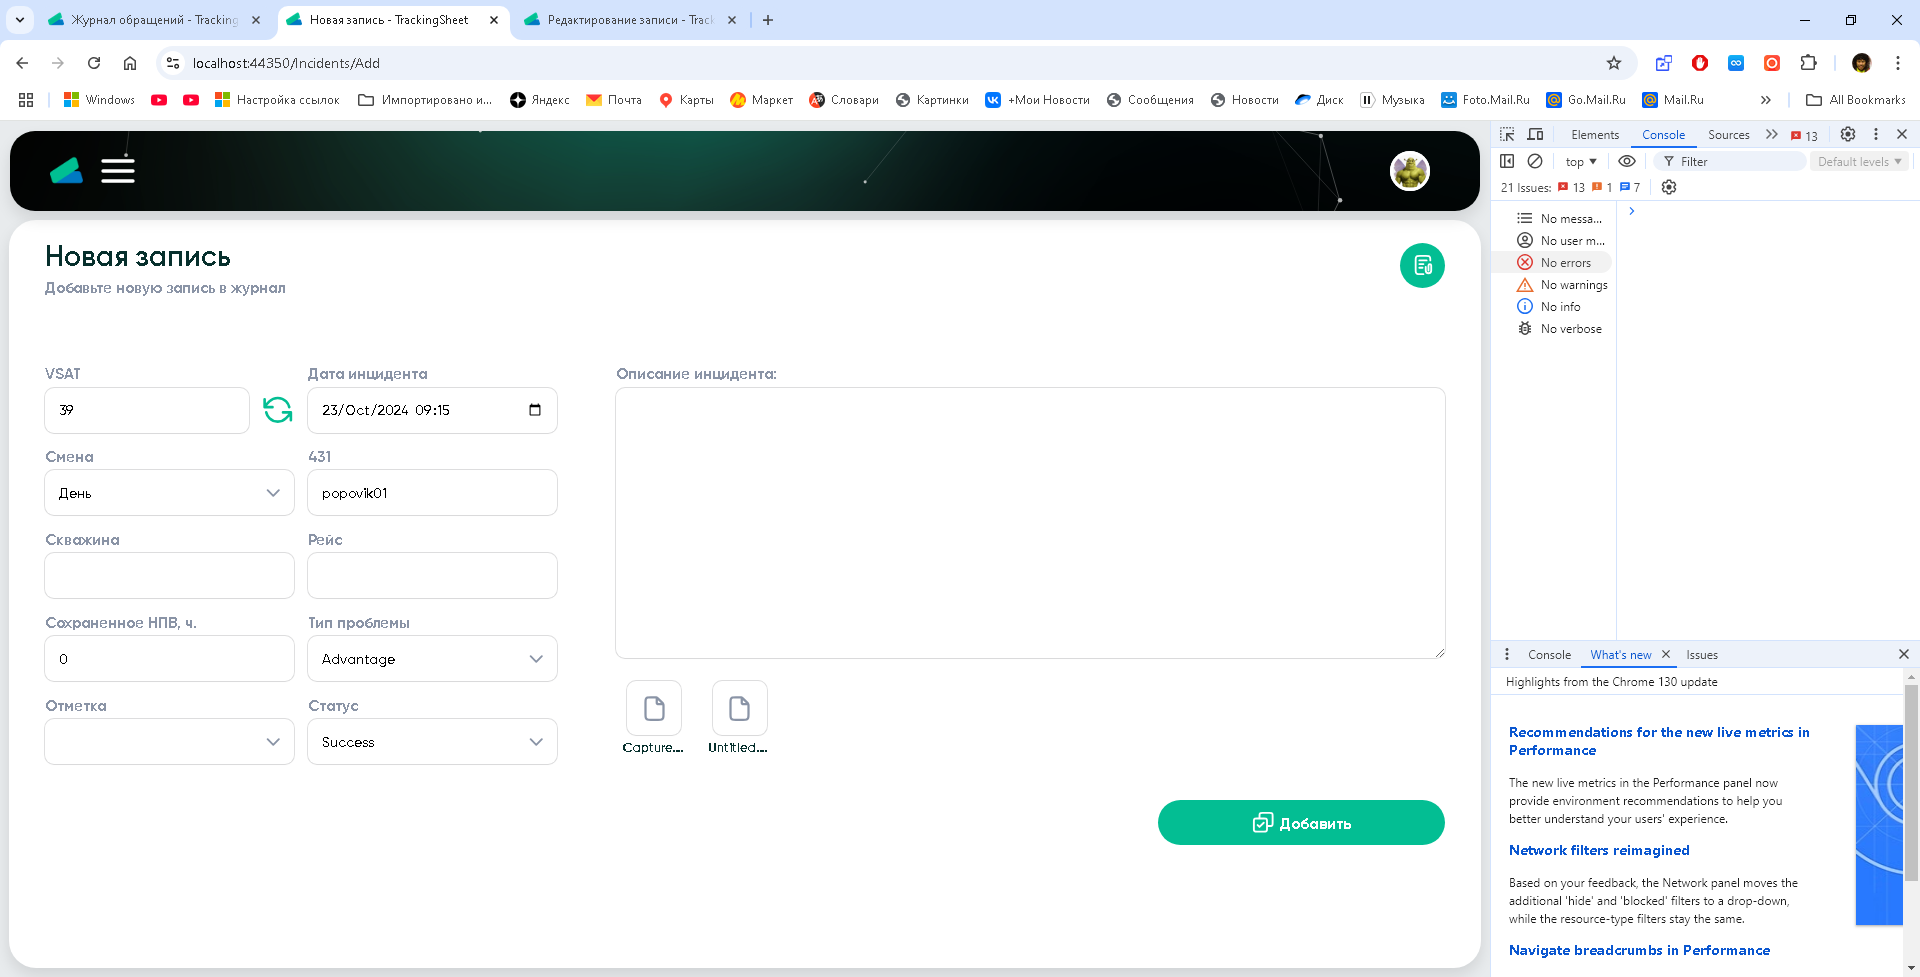 Журнал обращений - Tracking
Новая запись - TrackingSheet
Редактирование записи - Track
localhost:44350/Incidents/Add
Windows
Настройка ссылок
Импортировано и...
Яндекс
Почта
Карты
Маркет
Словари
Картинки
+Мои Новости
Сообщения
Новости
Диск
Музыка
Foto.Mail.Ru
Go.Mail.Ru
Mail.Ru
All Bookmarks
Elements
Console
Sources
13
top
Filter
Default levels
21 Issues:
13
1
7
No messa...
No user m...
No errors
No warnings
No info
No verbose
Новая запись
Добавьте новую запись в журнал
VSAT
39
Дата инцидента
23/Oct/2024 09:15
Смена
День
431
popovik01
Скважина
Рейс
Сохраненное НПВ, ч.
0
Тип проблемы
Advantage
Отметка
Статус
Success
Описание инцидента:
Capture...
Untitled...
Добавить
Console
What's new
Issues
Highlights from the Chrome 130 update
Recommendations for the new live metrics in
Performance
The new live metrics in the Performance panel now
provide environment recommendations to help you
better understand your users' experience.
Network filters reimagined
Based on your feedback, the Network panel moves the
additional 'hide' and 'blocked' filters to a drop-down,
while the resource-type filters stay the same.
Navigate breadcrumbs in Performance